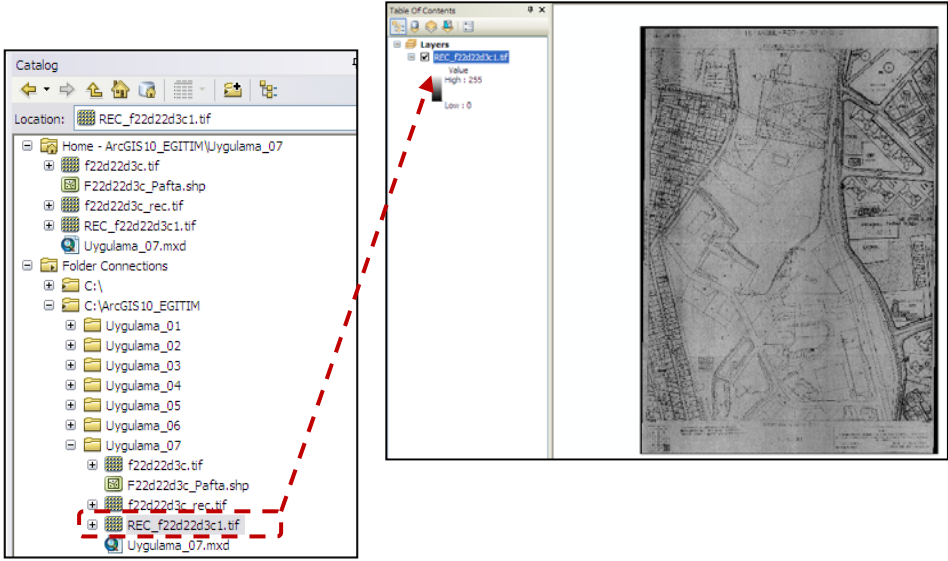 Catalog
Location: REC_f22d22d3c1.tif
Home - ArcGIS10_EGITIM\Uygulama_07
f22d22d3c.tif
F22d22d3c_Pafta.shp
f22d22d3c_rec.tif
REC_f22d22d3c1.tif
Uygulama_07.mxd
Folder Connections
C:\
C:\ArcGIS10_EGITIM
Uygulama_01
Uygulama_02
Uygulama_03
Uygulama_04
Uygulama_05
Uygulama_06
Uygulama_07
f22d22d3c.tif
F22d22d3c_Pafta.shp
f22d22d3c_rec.tif
REC_f22d22d3c1.tif
Uygulama_07.mxd
Table Of Contents
Layers
REC_f22d22d3c1.tif
Value
High : 255
Low : 0